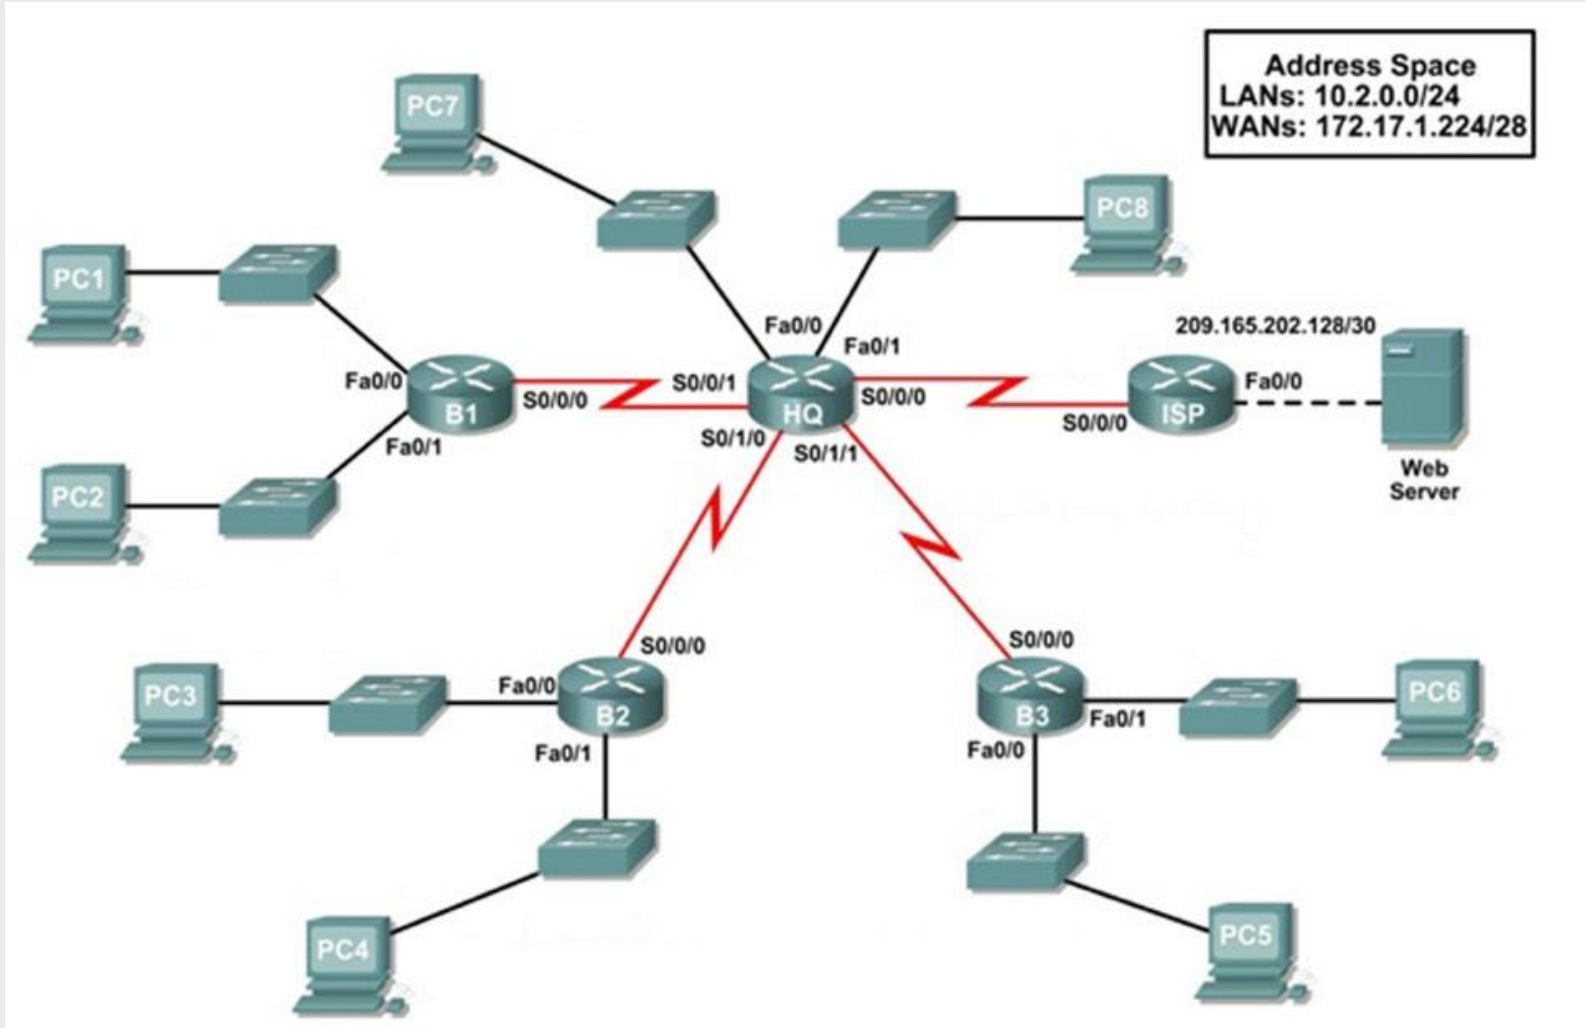 Address Space
LANs: 10.2.0.0/24
WANs: 172.17.1.224/28
PC7
PC8
PC1
209.165.202.128/30
Fa0/0
Fa0/1
Fa0/0
S0/0/0
S0/0/1
HQ
S0/0/0
S0/0/0
ISP
Fa0/0
B1
Fa0/1
S0/1/0
S0/1/1
Web
Server
PC2
S0/0/0
S0/0/0
PC3
Fa0/0
B2
Fa0/1
B3
Fa0/1
Fa0/0
PC6
PC4
PC5